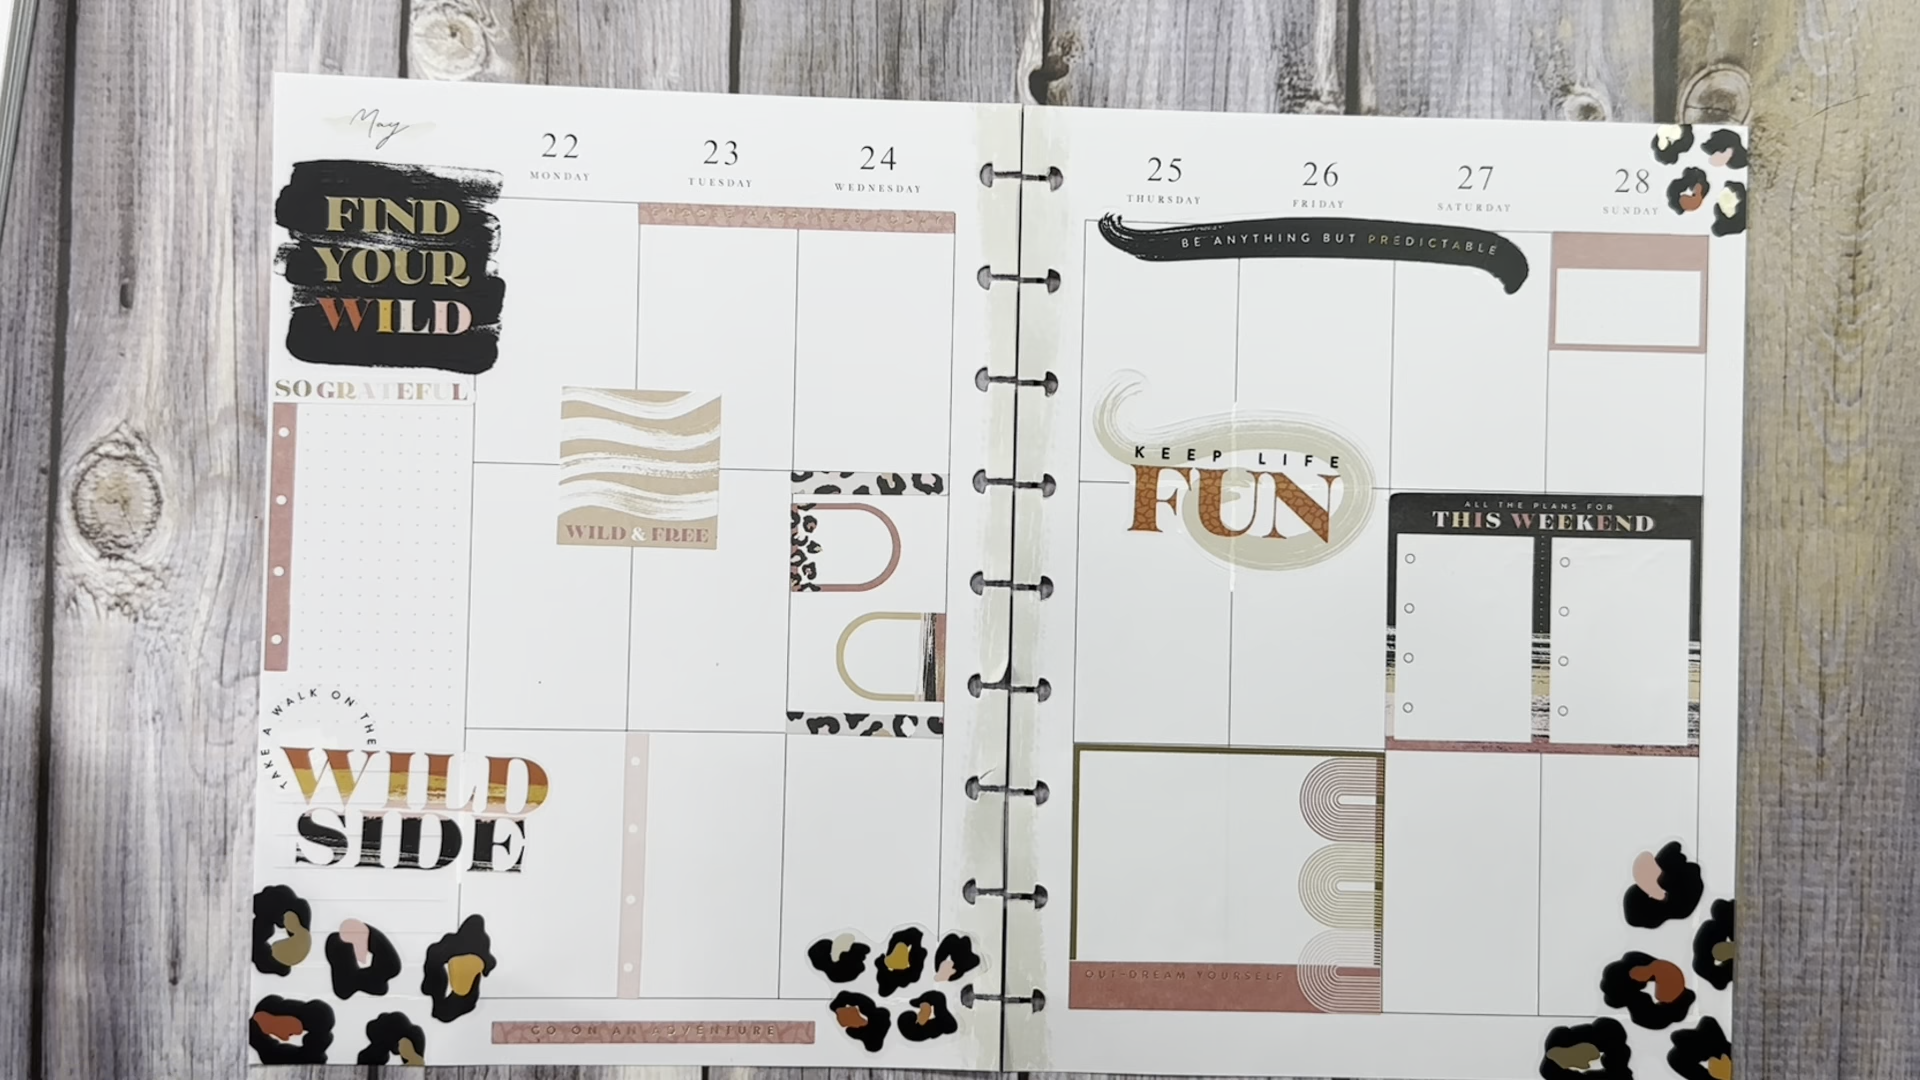 May
22
MONDAY
23
TUESDAY
24
WEDNESDAY
25
THURSDAY
26
FRIDAY
27
SATURDAY
28
SUNDAY
FIND
YOUR
WILD
BE ANYTHING BUT PREDICTABLE
SO GRATEFUL
WILD & FREE
KEEP LIFE
FUN
ALL THE PLANS FOR
THIS WEEKEND
TAKE A WALK ON THE
WILD
SIDE
OUT-DREAM YOURSELF
GO ON AN ADVENTURE